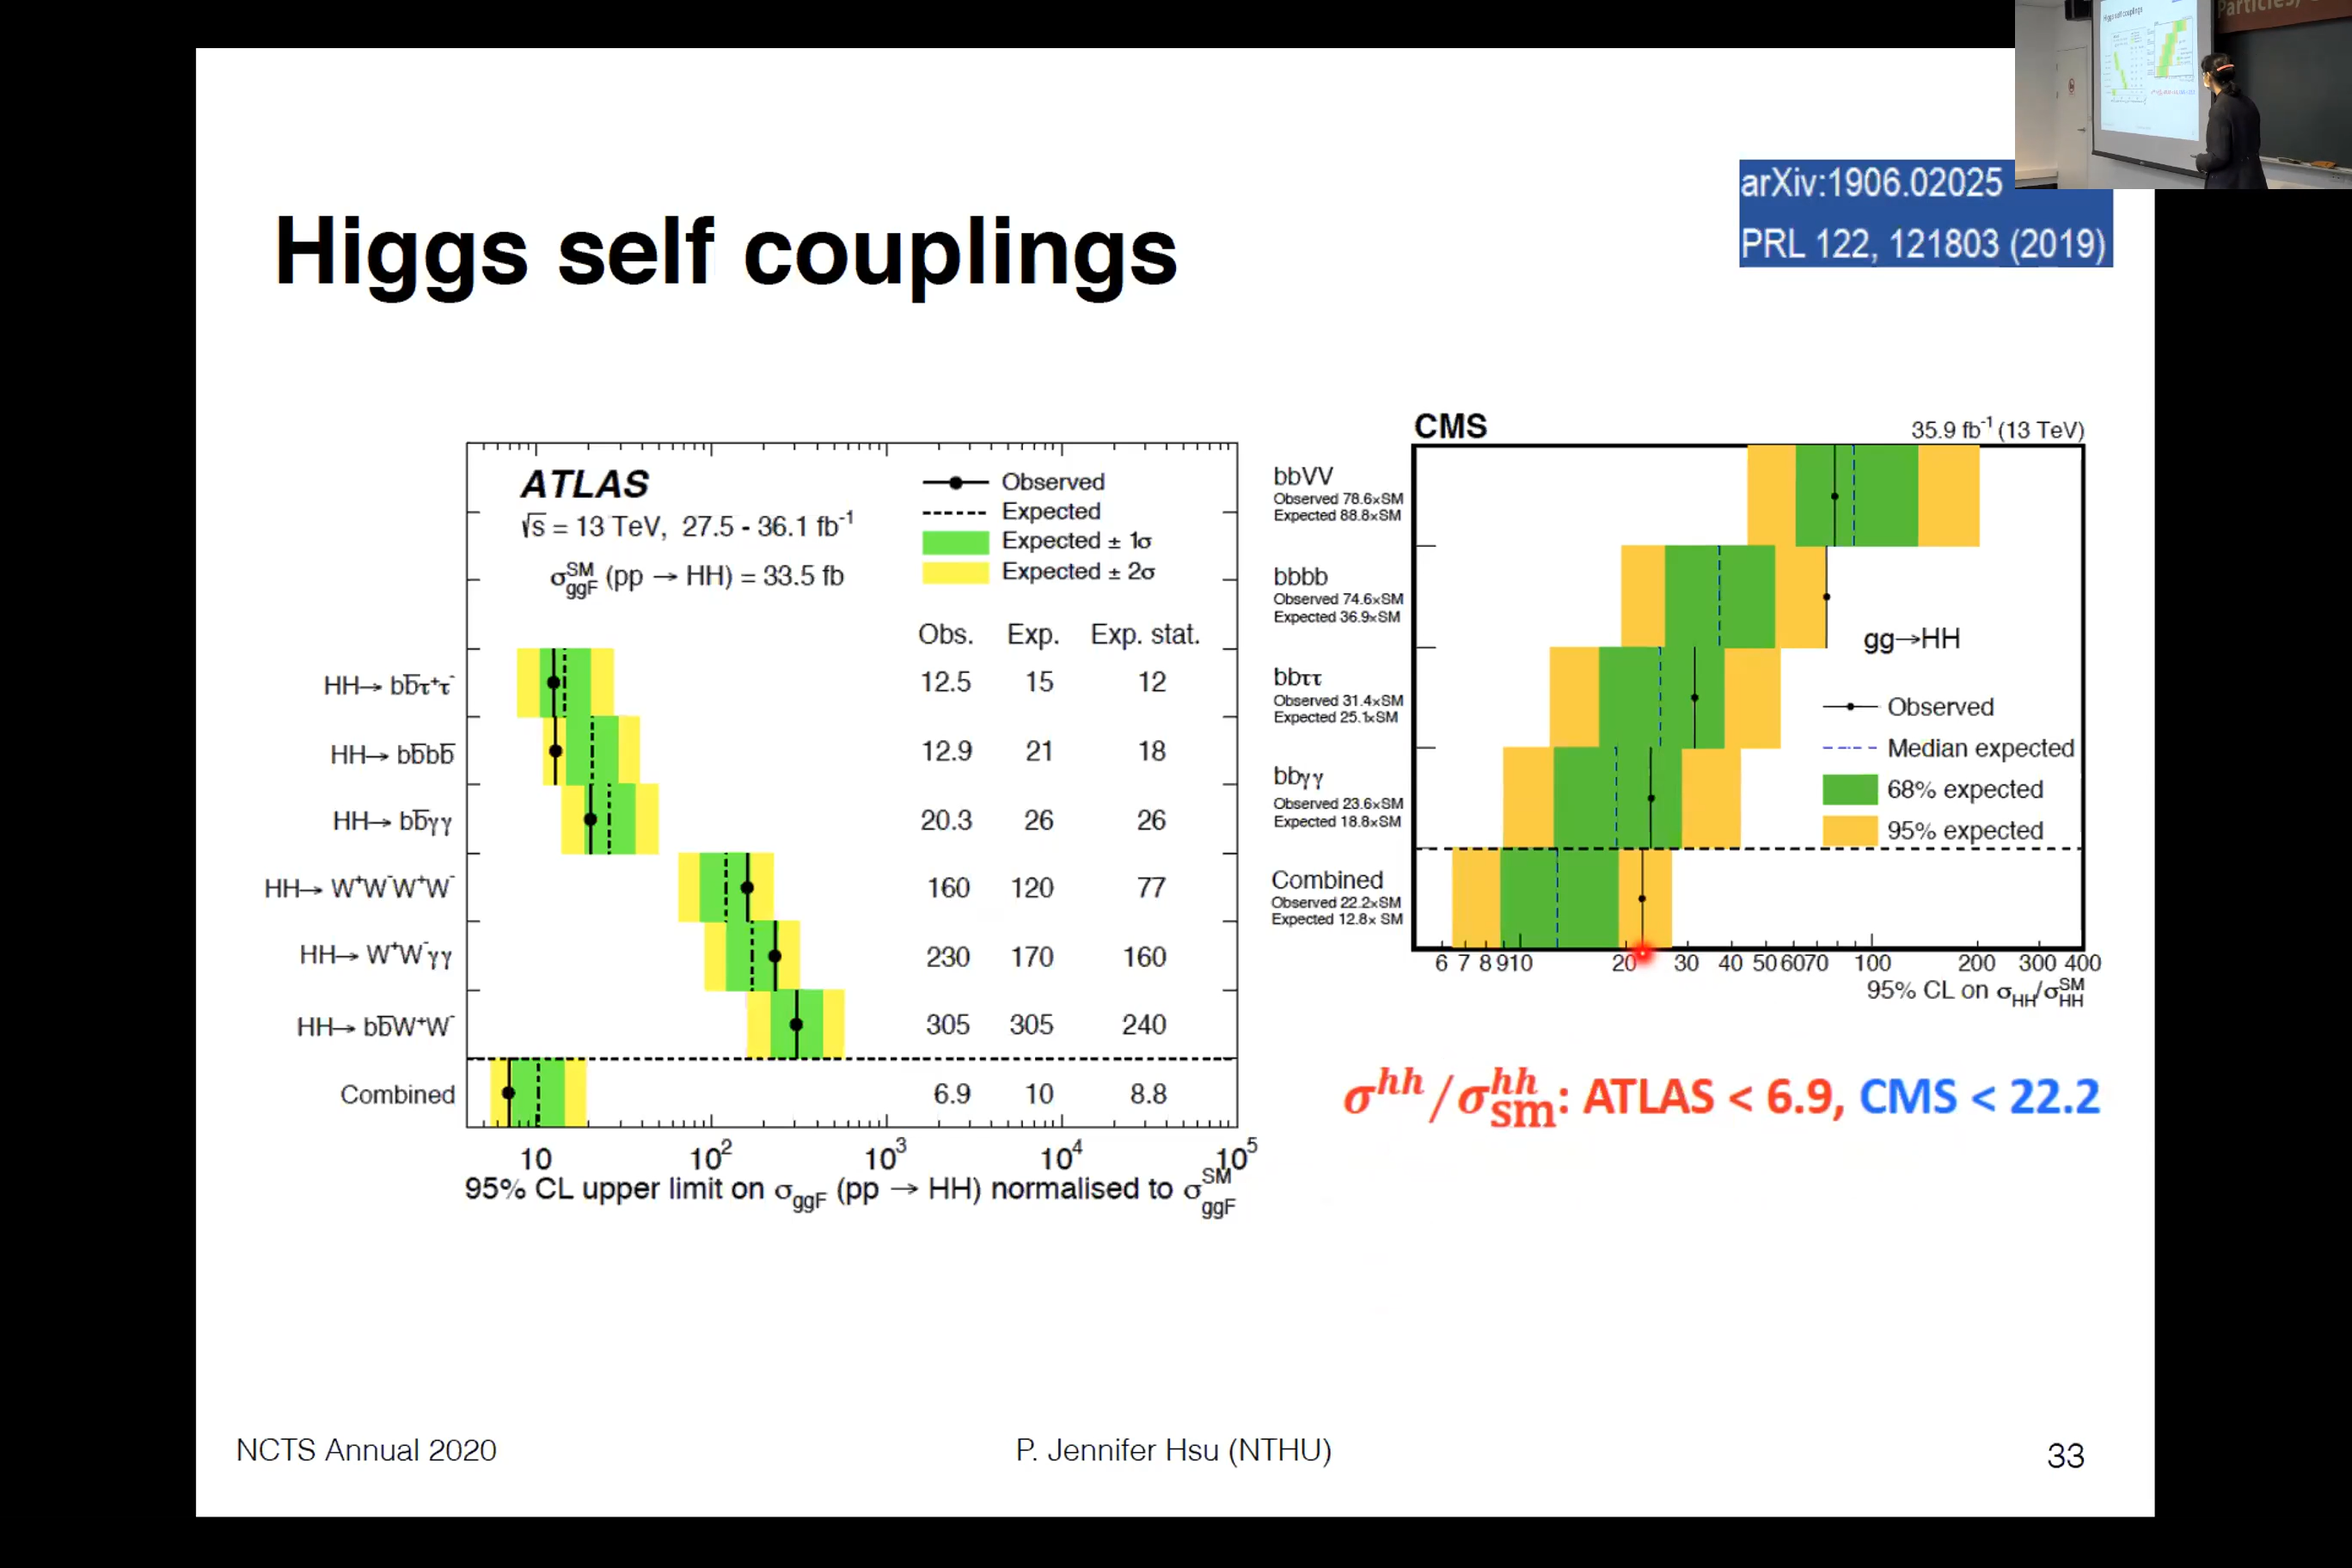 Higgs self couplings
arXiv:1906.02025
PRL 122, 121803 (2019)
ATLAS
√s = 13 TeV, 27.5 - 36.1 fb⁻¹
σ^SM_ggF (pp → HH) = 33.5 fb
Observed
Expected
Expected ± 1σ
Expected ± 2σ
Obs. Exp. Exp. stat.
HH→ bb̄τ⁺τ⁻ 12.5 15 12
HH→ bb̄bb̄ 12.9 21 18
HH→ bb̄γγ 20.3 26 26
HH→ W⁺W⁻W⁺W⁻ 160 120 77
HH→ W⁺W⁻γγ 230 170 160
HH→ bb̄W⁺W⁻ 305 305 240
Combined 6.9 10 8.8
10 10² 10³ 10⁴ 10⁵
95% CL upper limit on σ_ggF (pp → HH) normalised to σ^SM_ggF
CMS
35.9 fb⁻¹ (13 TeV)
bbVV
Observed 78.6×SM
Expected 88.8×SM
bbbb
Observed 74.6×SM
Expected 36.9×SM
bbττ
Observed 31.4×SM
Expected 25.1×SM
bbγγ
Observed 23.6×SM
Expected 18.8×SM
Combined
Observed 22.2×SM
Expected 12.8× SM
gg→HH
Observed
Median expected
68% expected
95% expected
6 7 8 9 10 20 30 40 50 60 70 100 200 300 400
95% CL on σ_HH/σ^SM_HH
σ^hh / σ^hh_sm: ATLAS < 6.9, CMS < 22.2
NCTS Annual 2020
P. Jennifer Hsu (NTHU)
33
Higgs self couplings
Particles,